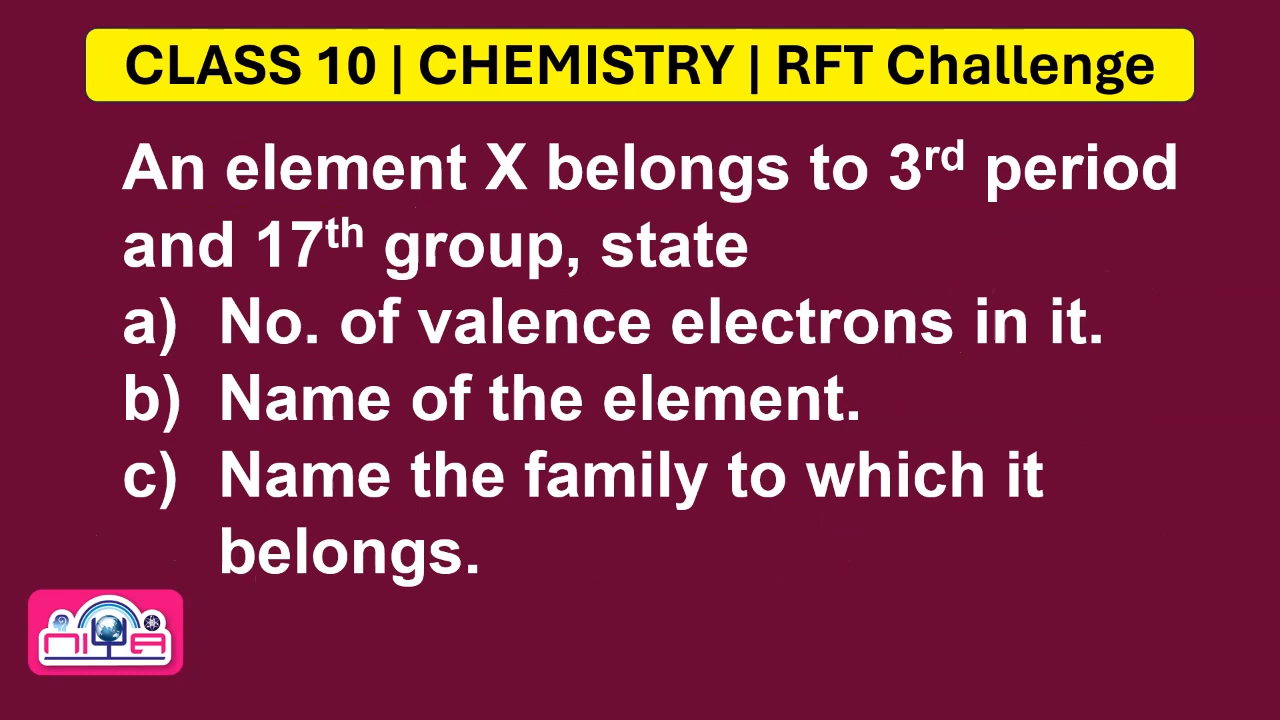 CLASS 10 | CHEMISTRY | RFT Challenge
An element X belongs to 3rd period
and 17th group, state
a) No. of valence electrons in it.
b) Name of the element.
c) Name the family to which it
belongs.